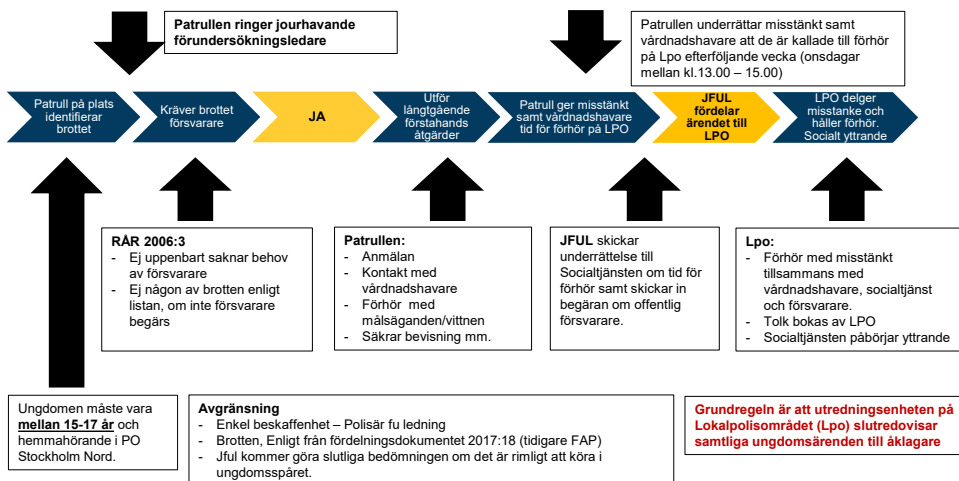 Patrullen ringer jourhavande
förundersökningsledare
Patrullen underrättar misstänkt samt
vårdnadshavare att de är kallade till förhör
på Lpo efterföljande vecka (onsdagar
mellan kl.13.00 – 15.00)
Patrull på plats
identifierar
brottet
Kräver brottet
försvarare
JA
Utför
långtgående
förstahands
åtgärder
Patrull ger misstänkt
samt vårdnadshavare
tid för förhör på LPO
JFUL
fördelar
ärendet till
LPO
LPO delger
misstanke och
håller förhör.
Socialt yttrande
RÅR 2006:3
- Ej uppenbart saknar behov
av försvarare
- Ej någon av brotten enligt
listan, om inte försvarare
begärs
Patrullen:
- Anmälan
- Kontakt med
vårdnadshavare
- Förhör med
målsäganden/vittnen
- Säkrar bevisning mm.
JFUL skickar
underrättelse till
Socialtjänsten om tid för
förhör samt skickar in
begäran om offentlig
försvarare.
Lpo:
- Förhör med misstänkt
tillsammans med
vårdnadshavare, socialtjänst
och försvarare.
- Tolk bokas av LPO
- Socialtjänsten påbörjar yttrande
Ungdomen måste vara
mellan 15-17 år och
hemmahörande i PO
Stockholm Nord.
Avgränsning
- Enkel beskaffenhet – Polisär fu ledning
- Brotten, Enligt från fördelningsdokumentet 2017:18 (tidigare FAP)
- Jful kommer göra slutliga bedömningen om det är rimligt att köra i
ungdomsspåret.
Grundregeln är att utredningsenheten på
Lokalpolisområdet (Lpo) slutredovisar
samtliga ungdomsärenden till åklagare